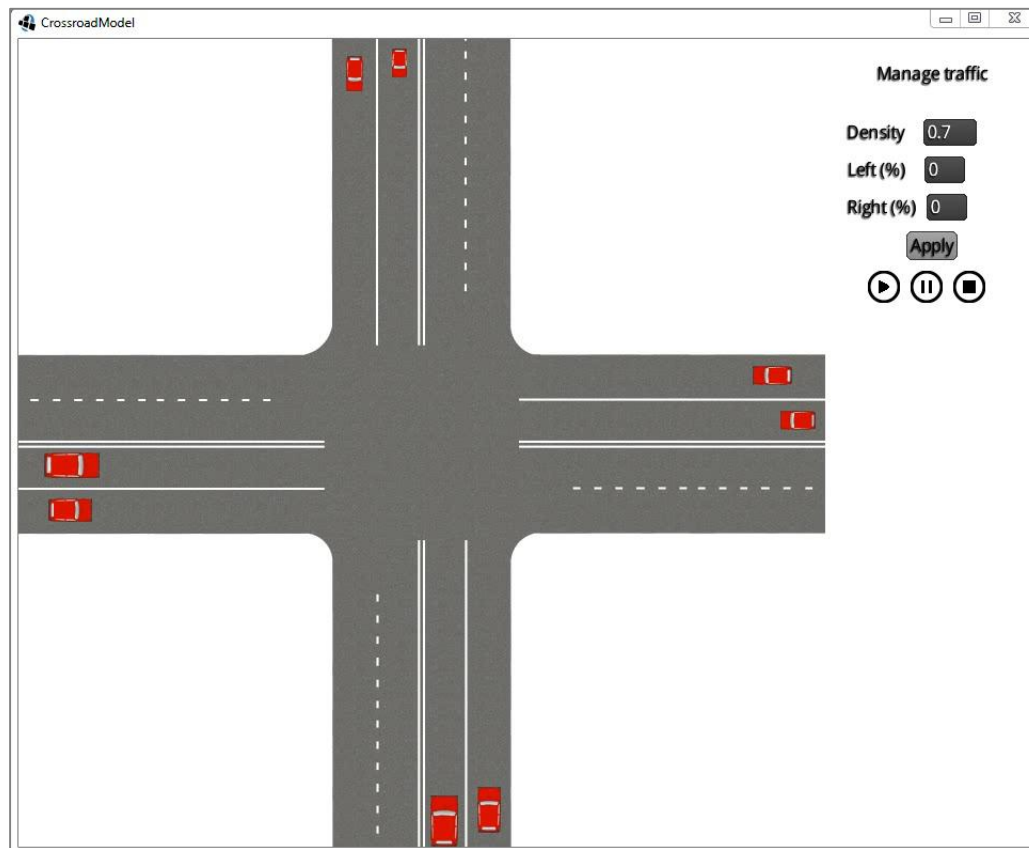 CrossroadModel
Manage traffic
Density 0.7
Left (%) 0
Right (%) 0
Apply